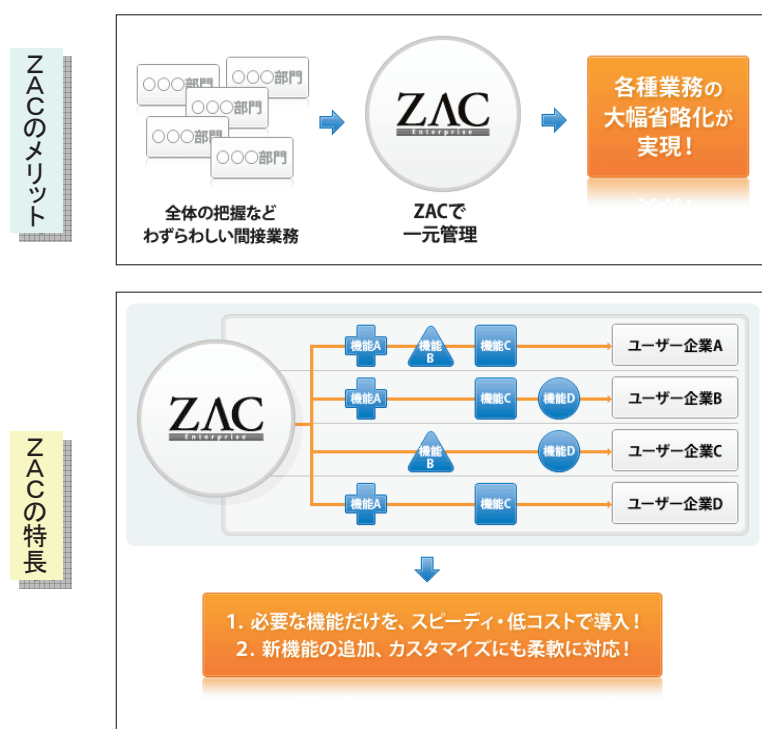 ZACのメリット
○○○部門
○○○部門
○○○部門
○○○部門
○○○部門
全体の把握など
わずらわしい間接業務
ZAC
Enterprise
ZACで
一元管理
各種業務の
大幅省略化が
実現！
ZACの特長
ZAC
Enterprise
機能A
機能
B
機能C
ユーザー企業A
機能A
機能C
機能D
ユーザー企業B
機能
B
機能D
ユーザー企業C
機能A
機能C
ユーザー企業D
1. 必要な機能だけを、スピーディ・低コストで導入！
2. 新機能の追加、カスタマイズにも柔軟に対応！